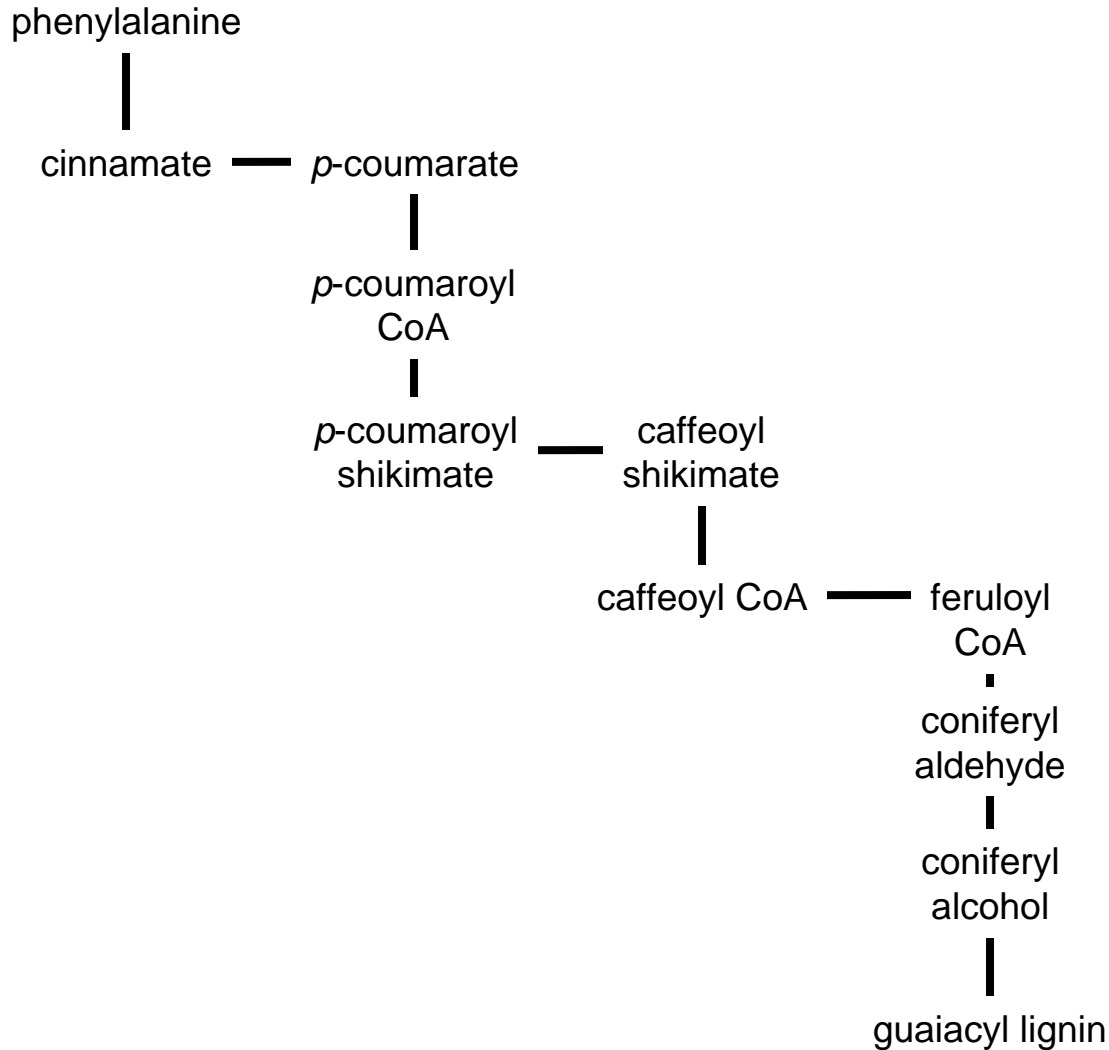 phenylalanine
cinnamate
p-coumarate
p-coumaroyl
CoA
p-coumaroyl
shikimate
caffeoyl
shikimate
caffeoyl CoA
feruloyl
CoA
coniferyl
aldehyde
coniferyl
alcohol
guaiacyl lignin